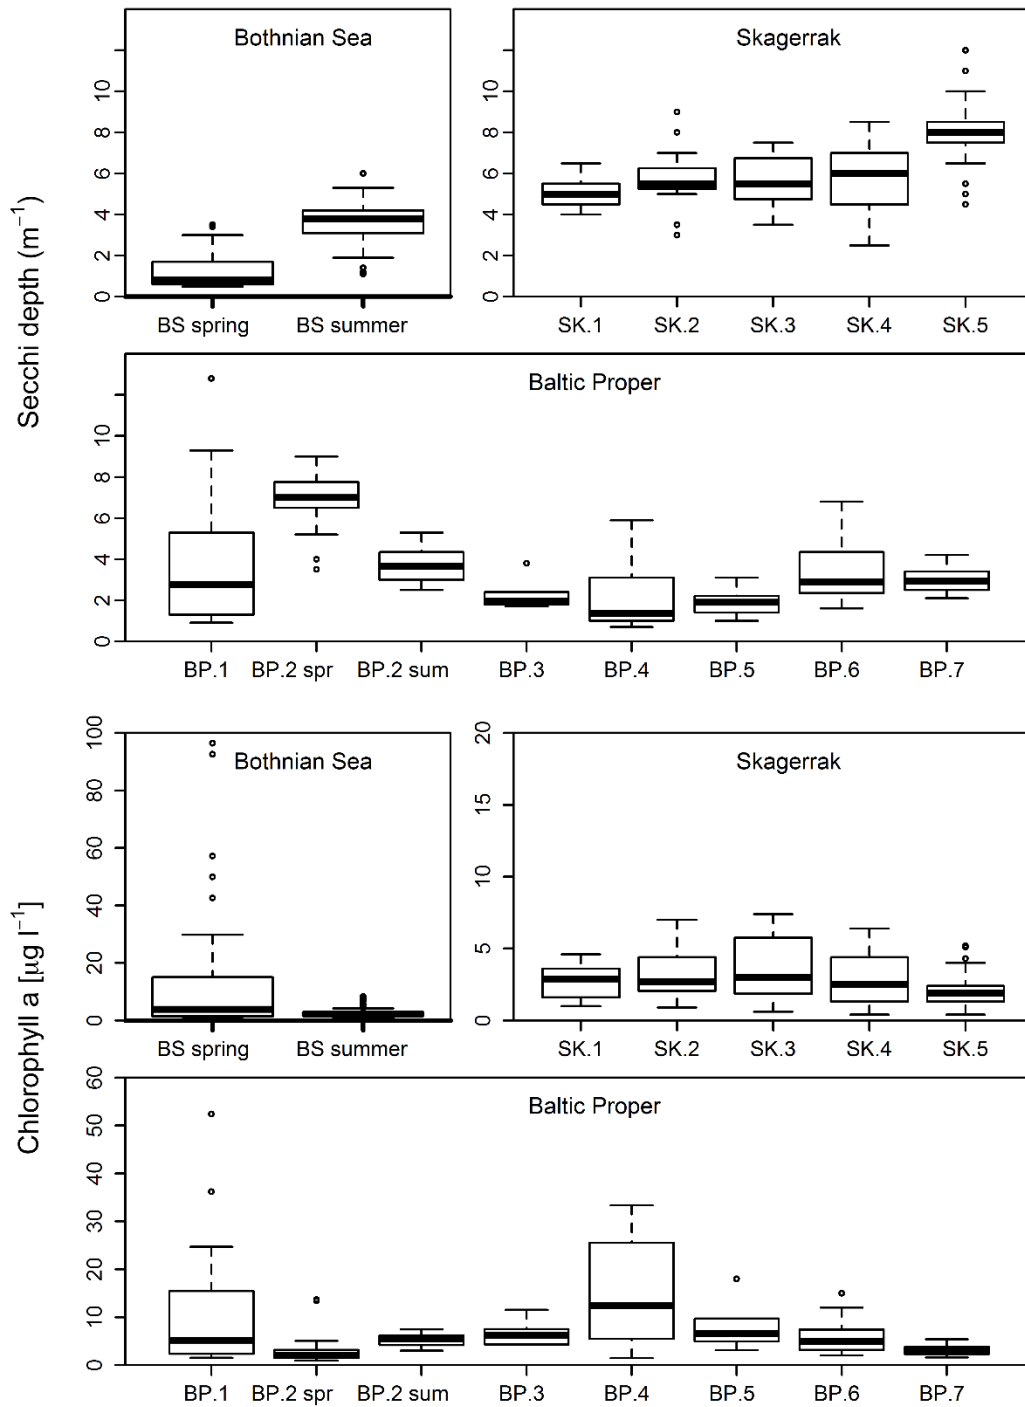 Secchi depth (m⁻¹)
Bothnian Sea
0 2 4 6 8 10
BS spring BS summer
Skagerrak
0 2 4 6 8 10
SK.1 SK.2 SK.3 SK.4 SK.5
Baltic Proper
0 2 4 6 8 10
BP.1 BP.2 spr BP.2 sum BP.3 BP.4 BP.5 BP.6 BP.7
Chlorophyll a [µg l⁻¹]
Bothnian Sea
0 20 40 60 80 100
BS spring BS summer
Skagerrak
0 5 10 15 20
SK.1 SK.2 SK.3 SK.4 SK.5
Baltic Proper
0 10 20 30 40 50 60
BP.1 BP.2 spr BP.2 sum BP.3 BP.4 BP.5 BP.6 BP.7